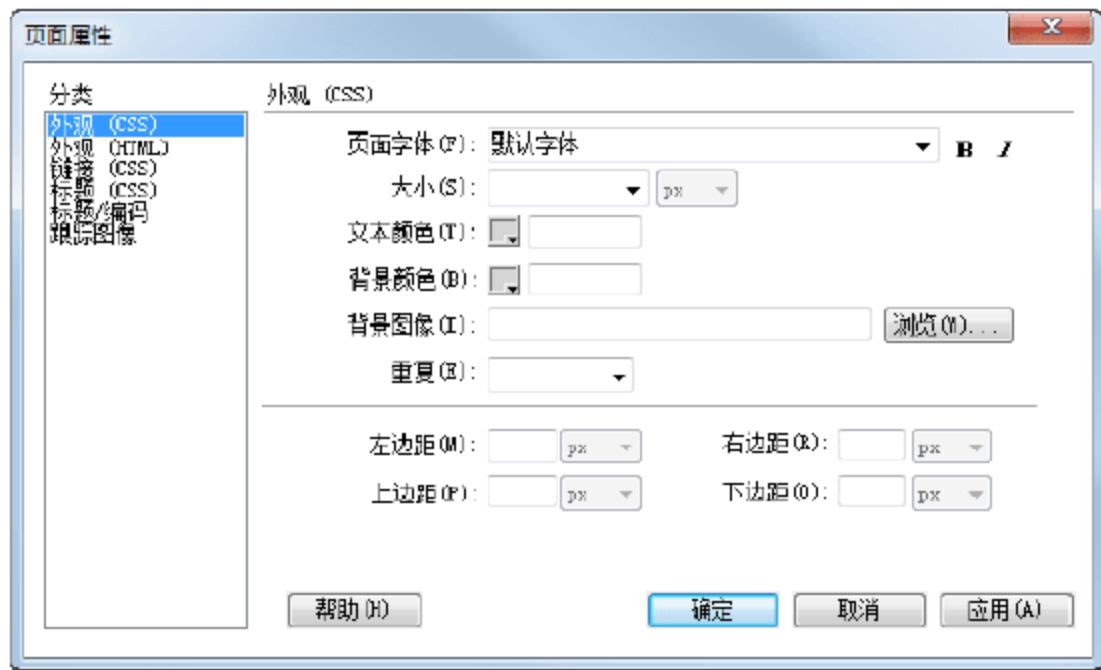 页面属性
分类
外观 (CSS)
外观 (HTML)
链接 (CSS)
标题 (CSS)
标题/编码
跟踪图像
外观 (CSS)
页面字体(F): 默认字体 B I
大小(S): px
文本颜色(T):
背景颜色(B):
背景图像(I): 浏览(W)...
重复(E):
左边距(M): px 右边距(R): px
上边距(P): px 下边距(O): px
帮助(H) 确定 取消 应用(A)